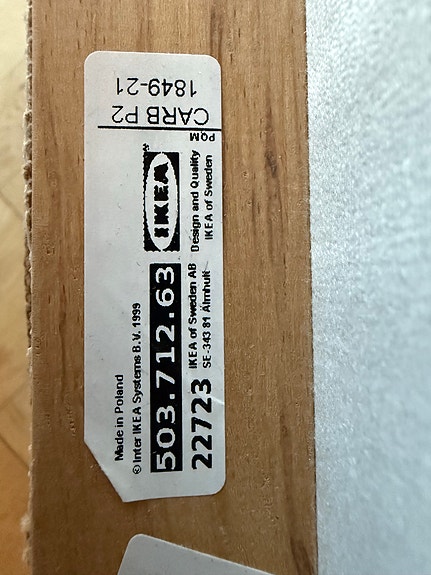 Made in Poland
© Inter IKEA Systems B.V. 1999
503.712.63
22723
IKEA of Sweden AB
SE-343 81 Älmhult
IKEA
Design and Quality
IKEA of Sweden
PQM
CARB P2
1849-21